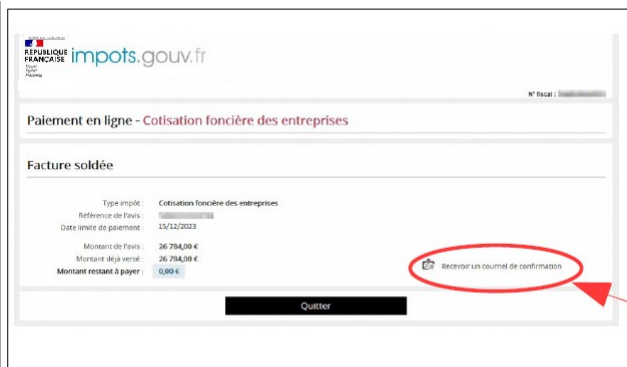 RÉPUBLIQUE
FRANÇAISE
impots.gouv.fr
N° fiscal :
Paiement en ligne - Cotisation foncière des entreprises
Facture soldée
Type impôt : Cotisation foncière des entreprises
Référence de l'avis :
Date limite de paiement : 15/12/2023
Montant de l'avis : 26 784,00 €
Montant déjà versé : 26 784,00 €
Montant restant à payer : 0,00 €
Recevoir un courriel de confirmation
Quitter